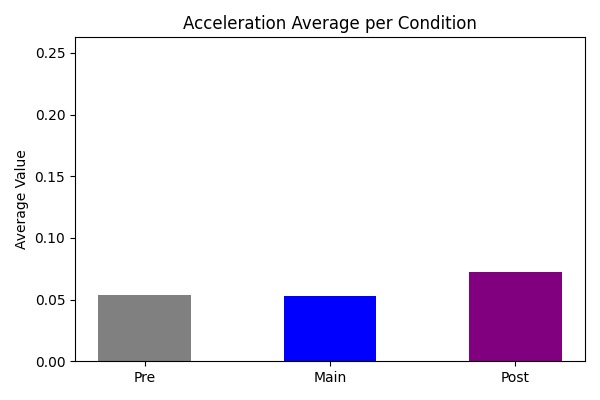 Acceleration Average per Condition
Average Value
0.25
0.20
0.15
0.10
0.05
0.00
Pre
Main
Post